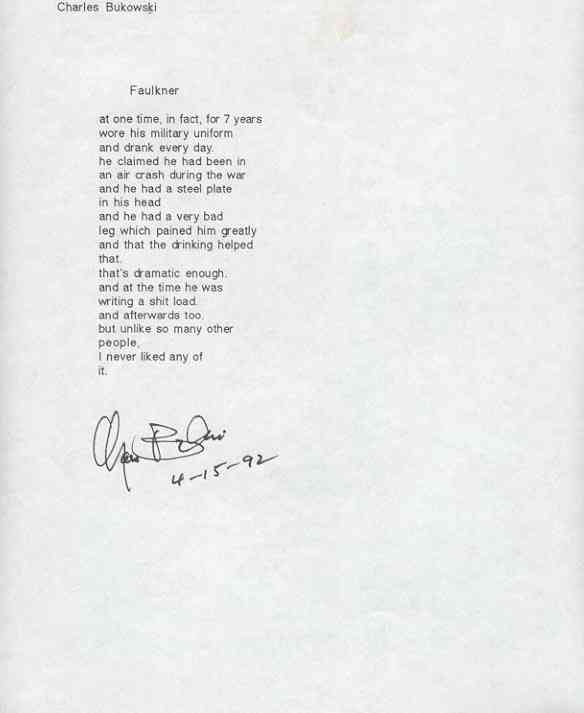 Charles Bukowski
Faulkner
at one time, in fact, for 7 years
wore his military uniform
and drank every day.
he claimed he had been in
an air crash during the war
and he had a steel plate
in his head
and he had a very bad
leg which pained him greatly
and that the drinking helped
that.
that's dramatic enough.
and at the time he was
writing a shit load.
and afterwards too.
but unlike so many other
people,
I never liked any of
it.
4-15-92